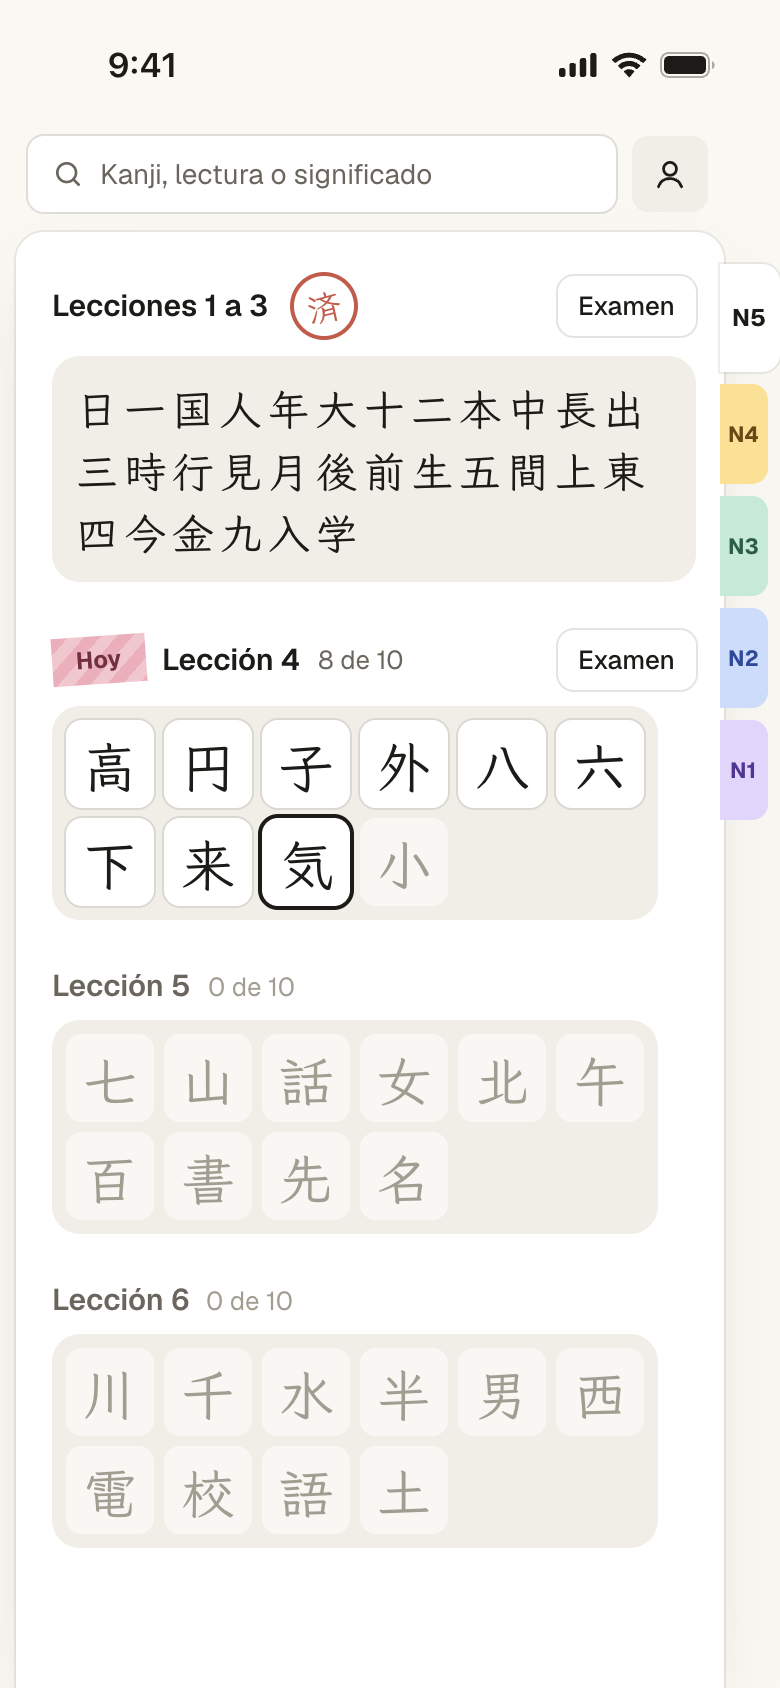 9:41
Kanji, lectura o significado
Lecciones 1 a 3 済 Examen
日一国人年大十二本中長出
三時行見月後前生五間上東
四今金九入学
N5
N4
N3
N2
N1
Hoy Lección 4 8 de 10 Examen
高円子外八六
下来気小
Lección 5 0 de 10
七山話女北午
百書先名
Lección 6 0 de 10
川千水半男西
電校語土